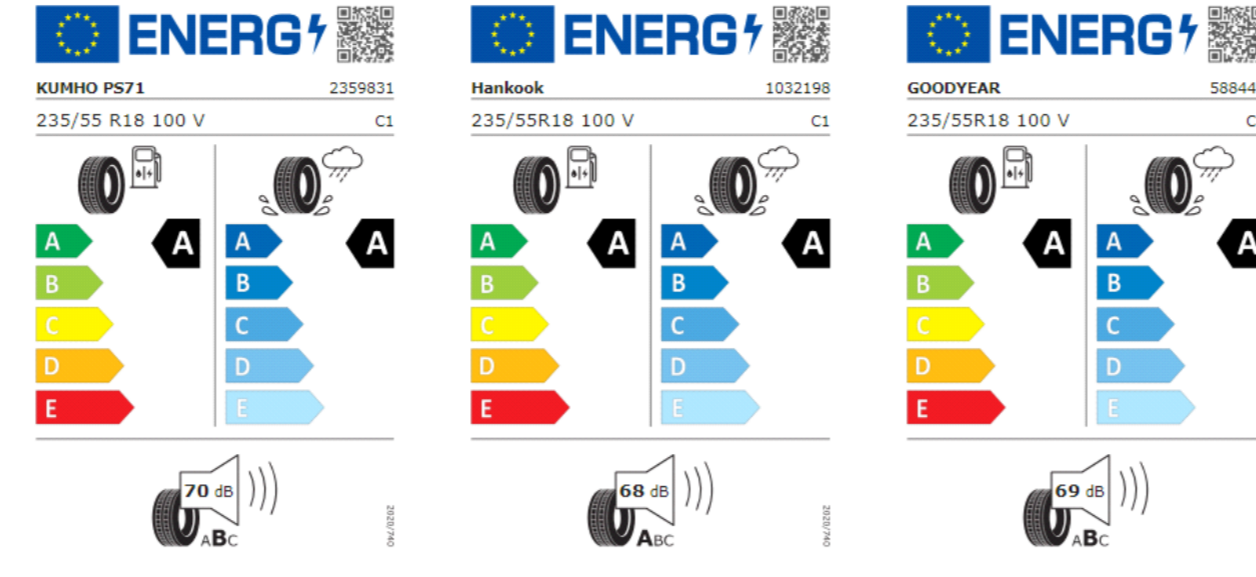 ENERG
KUMHO PS71 2359831
235/55 R18 100 V C1
A A A A
B B
C C
D D
E E
70 dB
ABC
2020/740
ENERG
Hankook 1032198
235/55R18 100 V C1
A A A A
B B
C C
D D
E E
68 dB
ABC
2020/740
ENERG
GOODYEAR 58844
235/55R18 100 V C
A A A A
B B
C C
D D
E E
69 dB
ABC